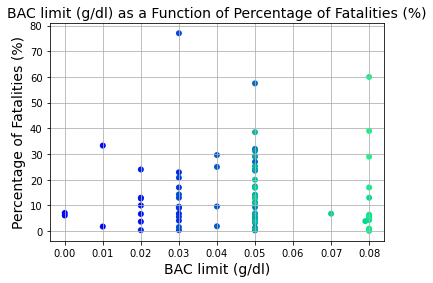 BAC limit (g/dl) as a Function of Percentage of Fatalities (%)
80
70
60
50
40
30
20
10
0
Percentage of Fatalities (%)
0.00 0.01 0.02 0.03 0.04 0.05 0.06 0.07 0.08
BAC limit (g/dl)